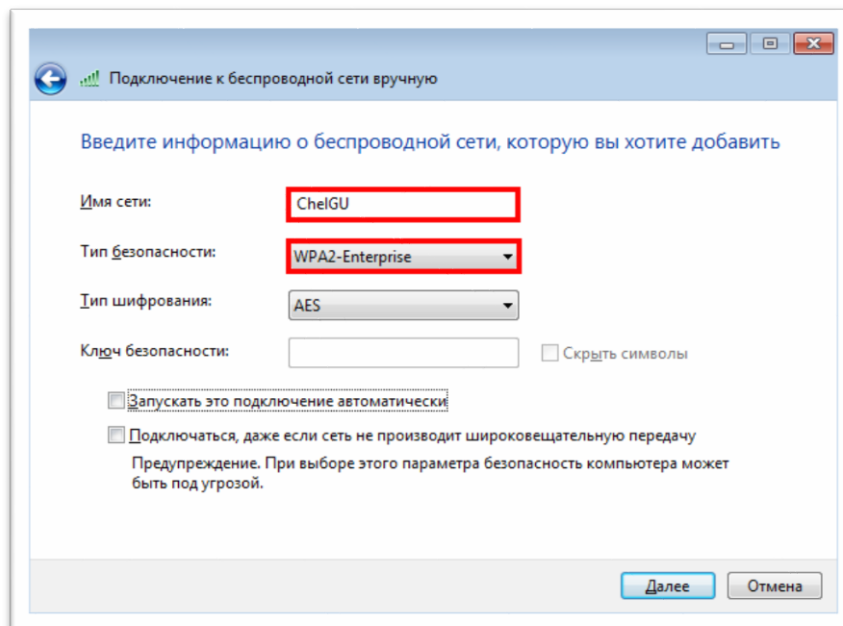 Подключение к беспроводной сети вручную
Введите информацию о беспроводной сети, которую вы хотите добавить
Имя сети: ChelGU
Тип безопасности: WPA2-Enterprise
Тип шифрования: AES
Ключ безопасности: Скрыть символы
Запускать это подключение автоматически
Подключаться, даже если сеть не производит широковещательную передачу
Предупреждение. При выборе этого параметра безопасность компьютера может
быть под угрозой.
Далее Отмена